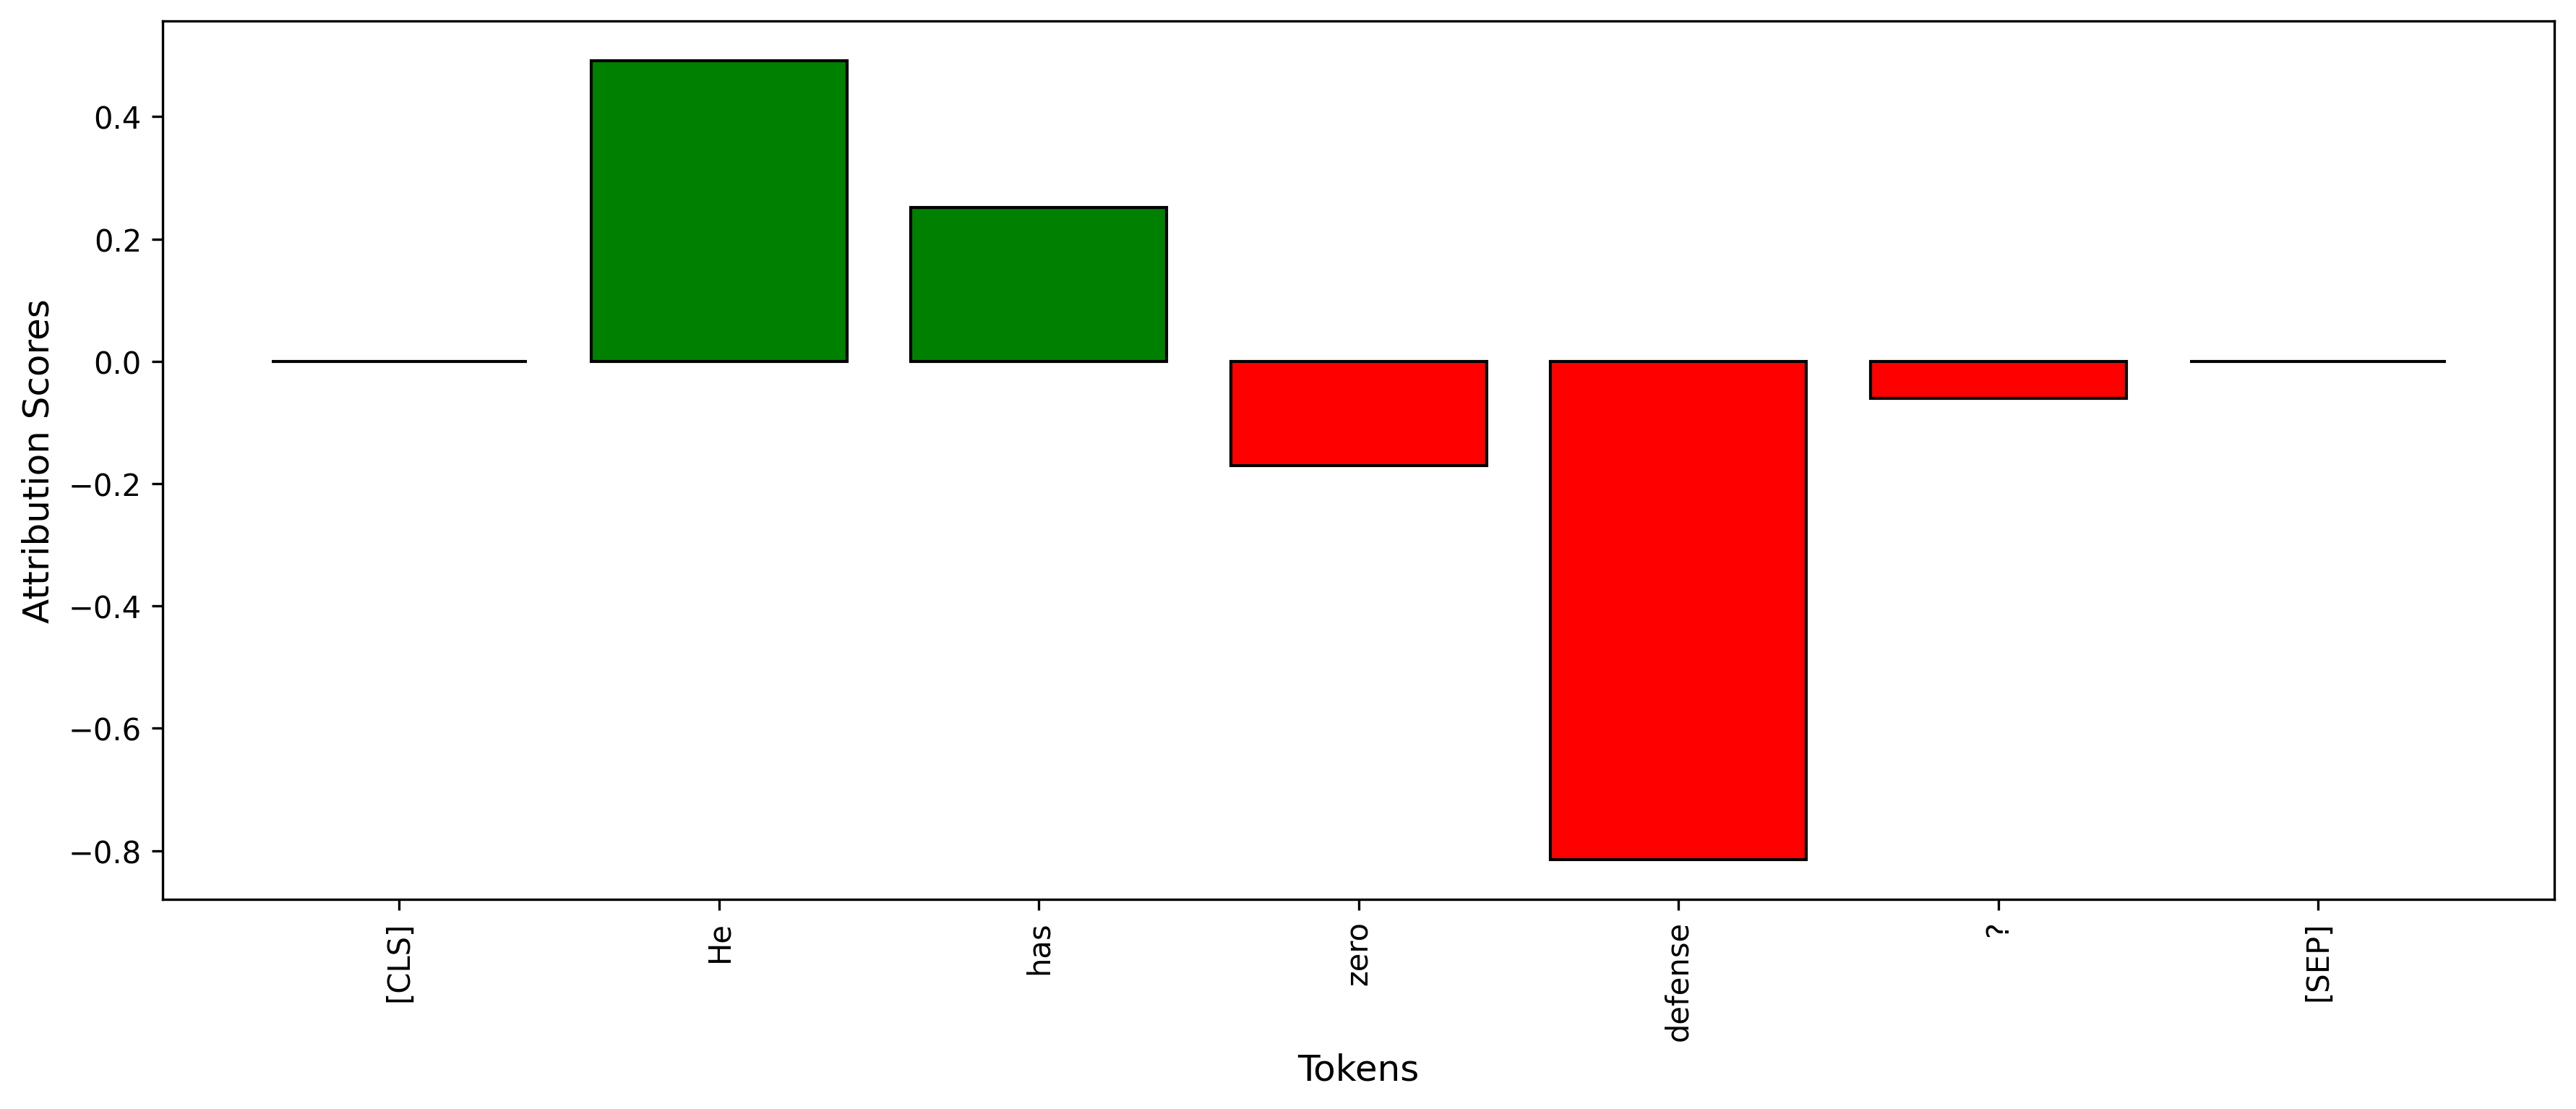 Attribution Scores
0.4
0.2
0.0
−0.2
−0.4
−0.6
−0.8
[CLS]
He
has
zero
defense
?
[SEP]
Tokens